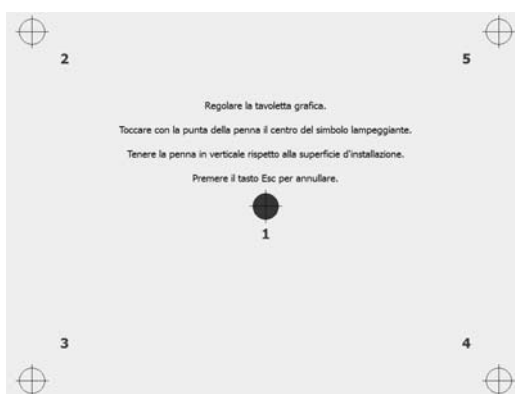 2
5
Regolare la tavoletta grafica.
Toccare con la punta della penna il centro del simbolo lampeggiante.
Tenere la penna in verticale rispetto alla superficie d'installazione.
Premere il tasto Esc per annullare.
1
3
4